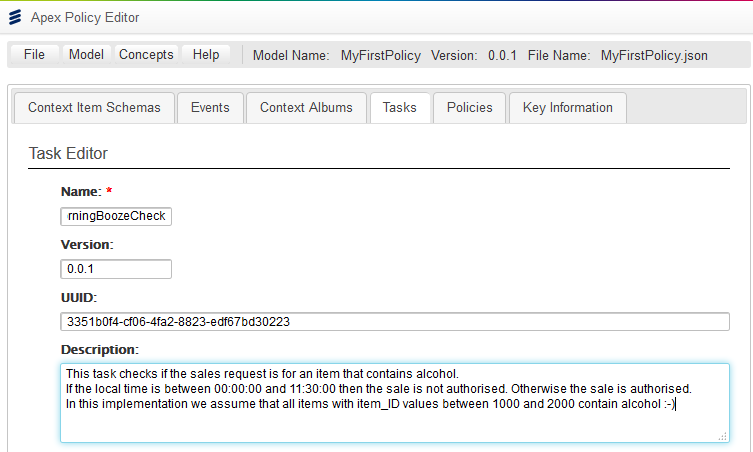 Apex Policy Editor
File Model Concepts Help Model Name: MyFirstPolicy Version: 0.0.1 File Name: MyFirstPolicy.json
Context Item Schemas Events Context Albums Tasks Policies Key Information
Task Editor
Name: *
rningBoozeCheck
Version:
0.0.1
UUID:
3351b0f4-cf06-4fa2-8823-edf67bd30223
Description:
This task checks if the sales request is for an item that contains alcohol.
If the local time is between 00:00:00 and 11:30:00 then the sale is not authorised. Otherwise the sale is authorised.
In this implementation we assume that all items with item_ID values between 1000 and 2000 contain alcohol :-)